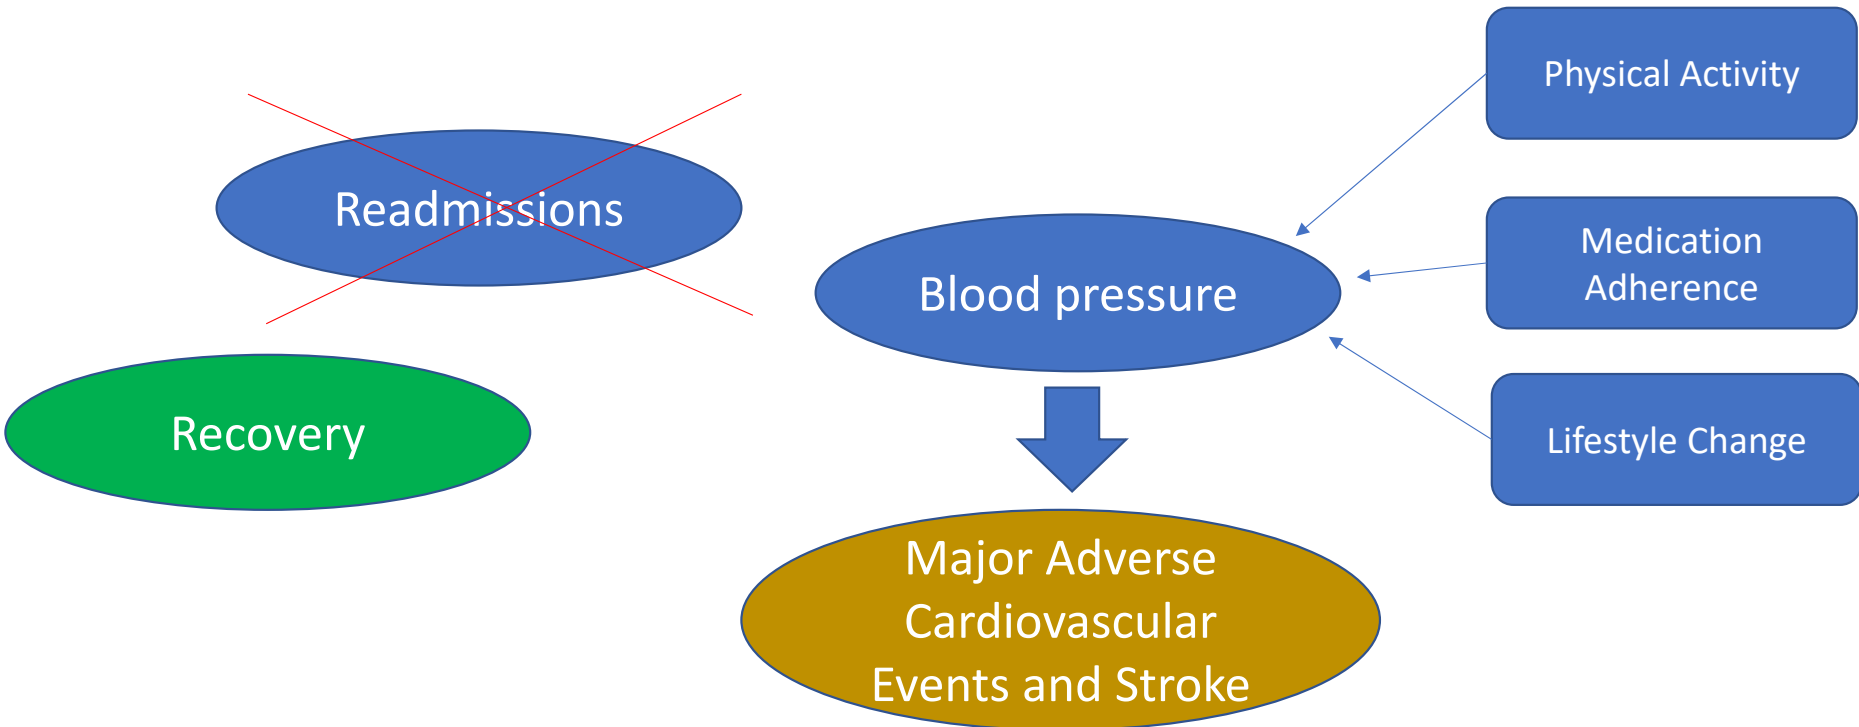 Readmissions
Recovery
Blood pressure
Major Adverse
Cardiovascular
Events and Stroke
Physical Activity
Medication
Adherence
Lifestyle Change